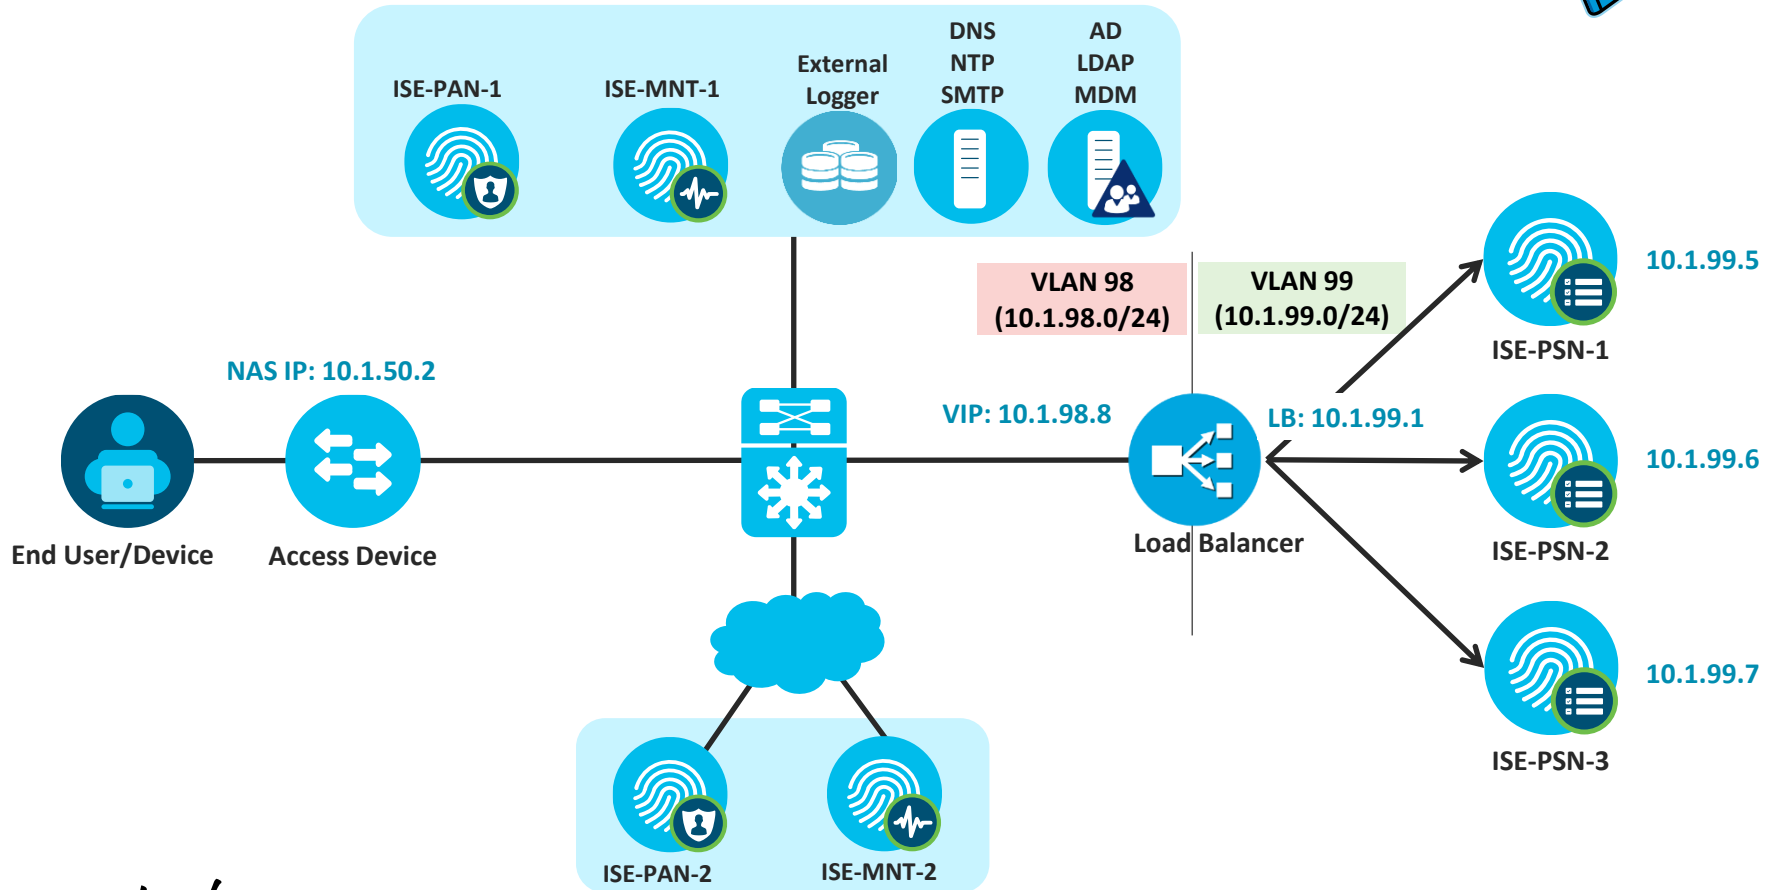 ISE-PAN-1
ISE-MNT-1
External
Logger
DNS
NTP
SMTP
AD
LDAP
MDM
VLAN 98
(10.1.98.0/24)
VLAN 99
(10.1.99.0/24)
10.1.99.5
ISE-PSN-1
NAS IP: 10.1.50.2
VIP: 10.1.98.8
LB: 10.1.99.1
10.1.99.6
End User/Device
Access Device
Load Balancer
ISE-PSN-2
10.1.99.7
ISE-PSN-3
ISE-PAN-2
ISE-MNT-2